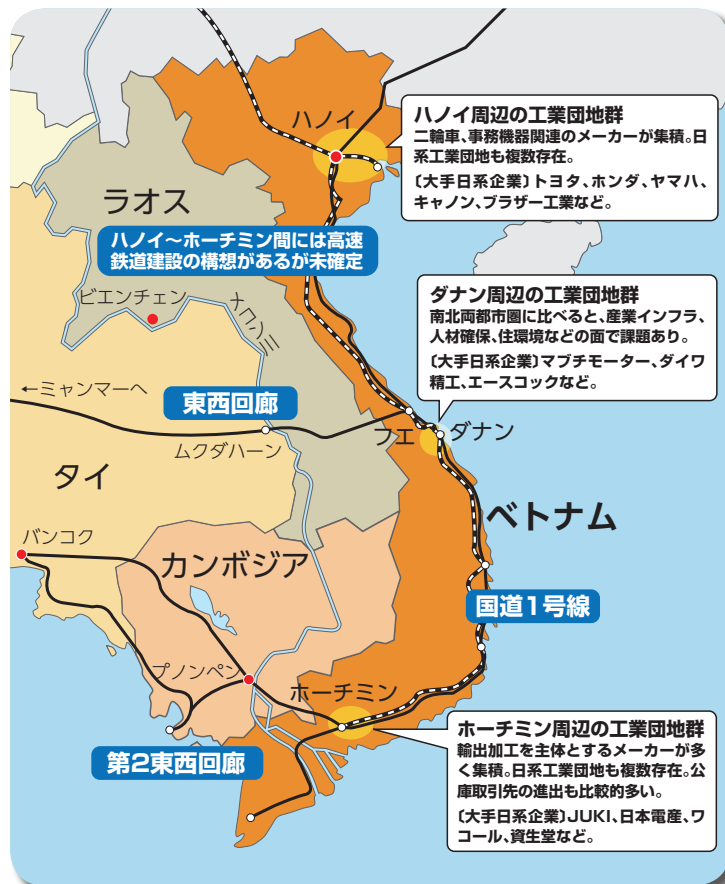 ハノイ
ハノイ周辺の工業団地群
二輪車、事務機器関連のメーカーが集積。日
系工業団地も複数存在。
〔大手日系企業〕トヨタ、ホンダ、ヤマハ、
キヤノン、ブラザー工業など。
ラオス
ハノイ〜ホーチミン間には高速
鉄道建設の構想があるが未確定
ビエンチェン
メコン川
ダナン周辺の工業団地群
南北両都市圏に比べると、産業インフラ、
人材確保、住環境などの面で課題あり。
〔大手日系企業〕マブチモーター、ダイワ
精工、エースコックなど。
←ミャンマーへ
東西回廊
フエ
ダナン
ムクダハーン
タイ
ベトナム
バンコク
カンボジア
国道1号線
プノンペン
ホーチミン
第2東西回廊
ホーチミン周辺の工業団地群
輸出加工を主体とするメーカーが多
く集積。日系工業団地も複数存在。公
庫取引先の進出も比較的多い。
〔大手日系企業〕JUKI、日本電産、ワ
コール、資生堂など。